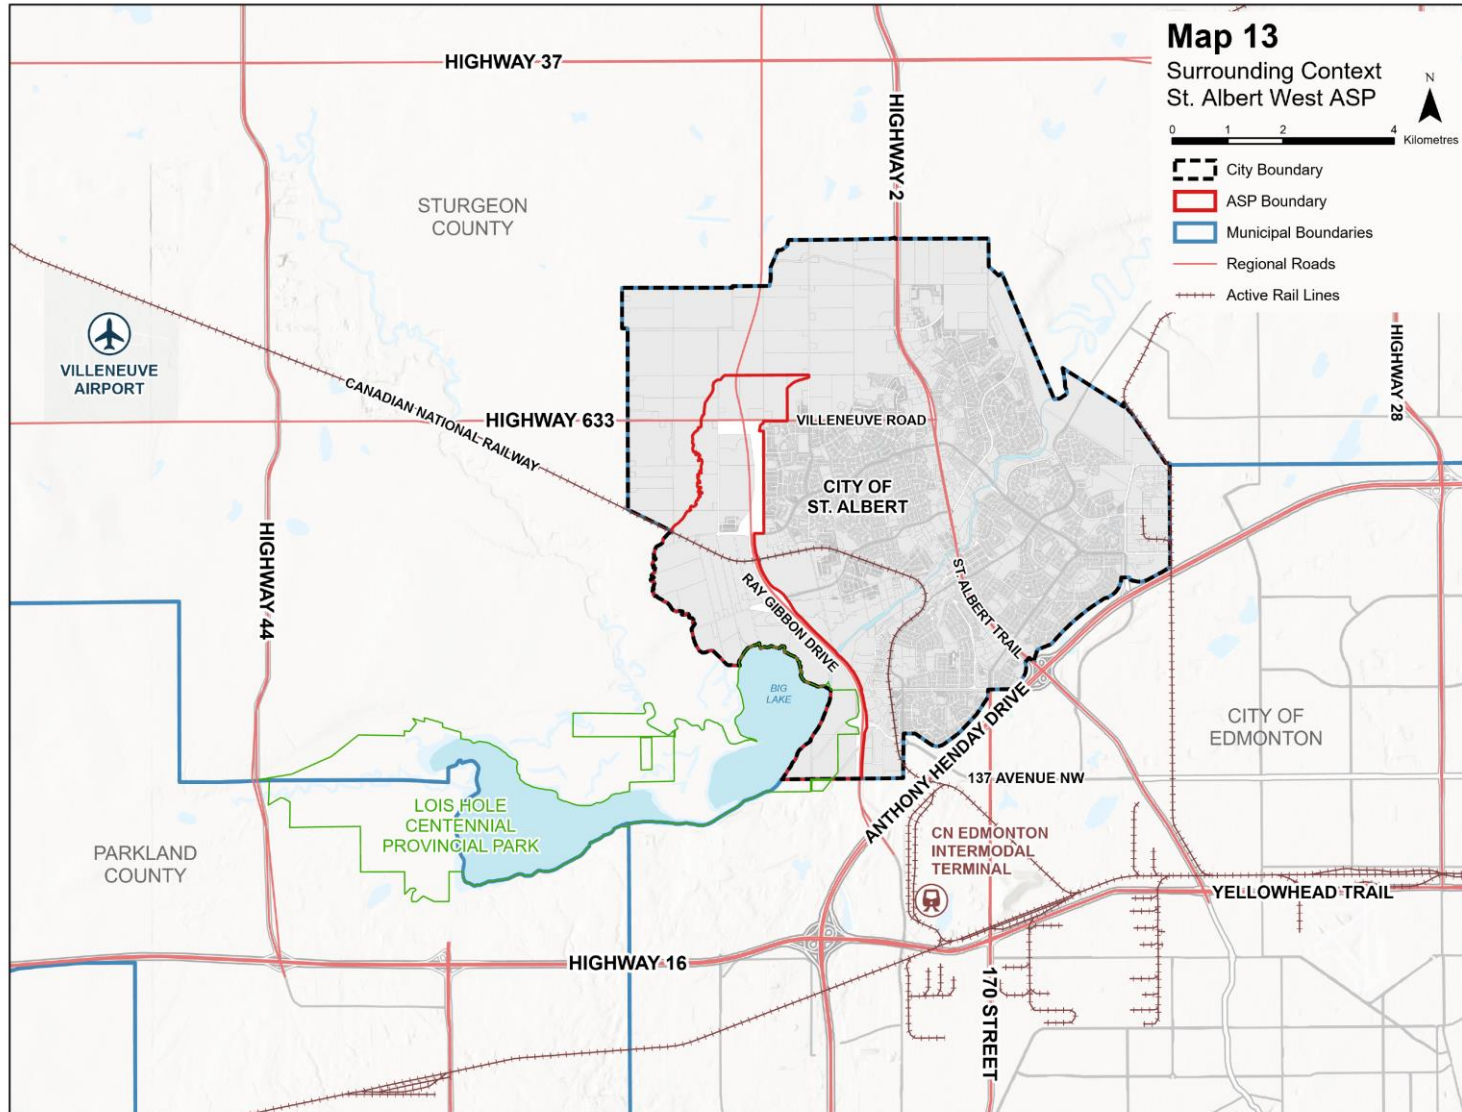 Map 13
Surrounding Context
St. Albert West ASP
N
0 1 2 4
Kilometres
City Boundary
ASP Boundary
Municipal Boundaries
Regional Roads
Active Rail Lines
HIGHWAY 37
HIGHWAY 2
STURGEON
COUNTY
VILLENEUVE
AIRPORT
CANADIAN NATIONAL RAILWAY
HIGHWAY 633
VILLENEUVE ROAD
HIGHWAY 28
CITY OF
ST. ALBERT
HIGHWAY 44
RAY GIBBON DRIVE
ST. ALBERT TRAIL
BIG
LAKE
CITY OF
EDMONTON
ANTHONY HENDAY DRIVE
137 AVENUE NW
LOIS HOLE
CENTENNIAL
PROVINCIAL PARK
CN EDMONTON
INTERMODAL
TERMINAL
PARKLAND
COUNTY
YELLOWHEAD TRAIL
HIGHWAY 16
170 STREET